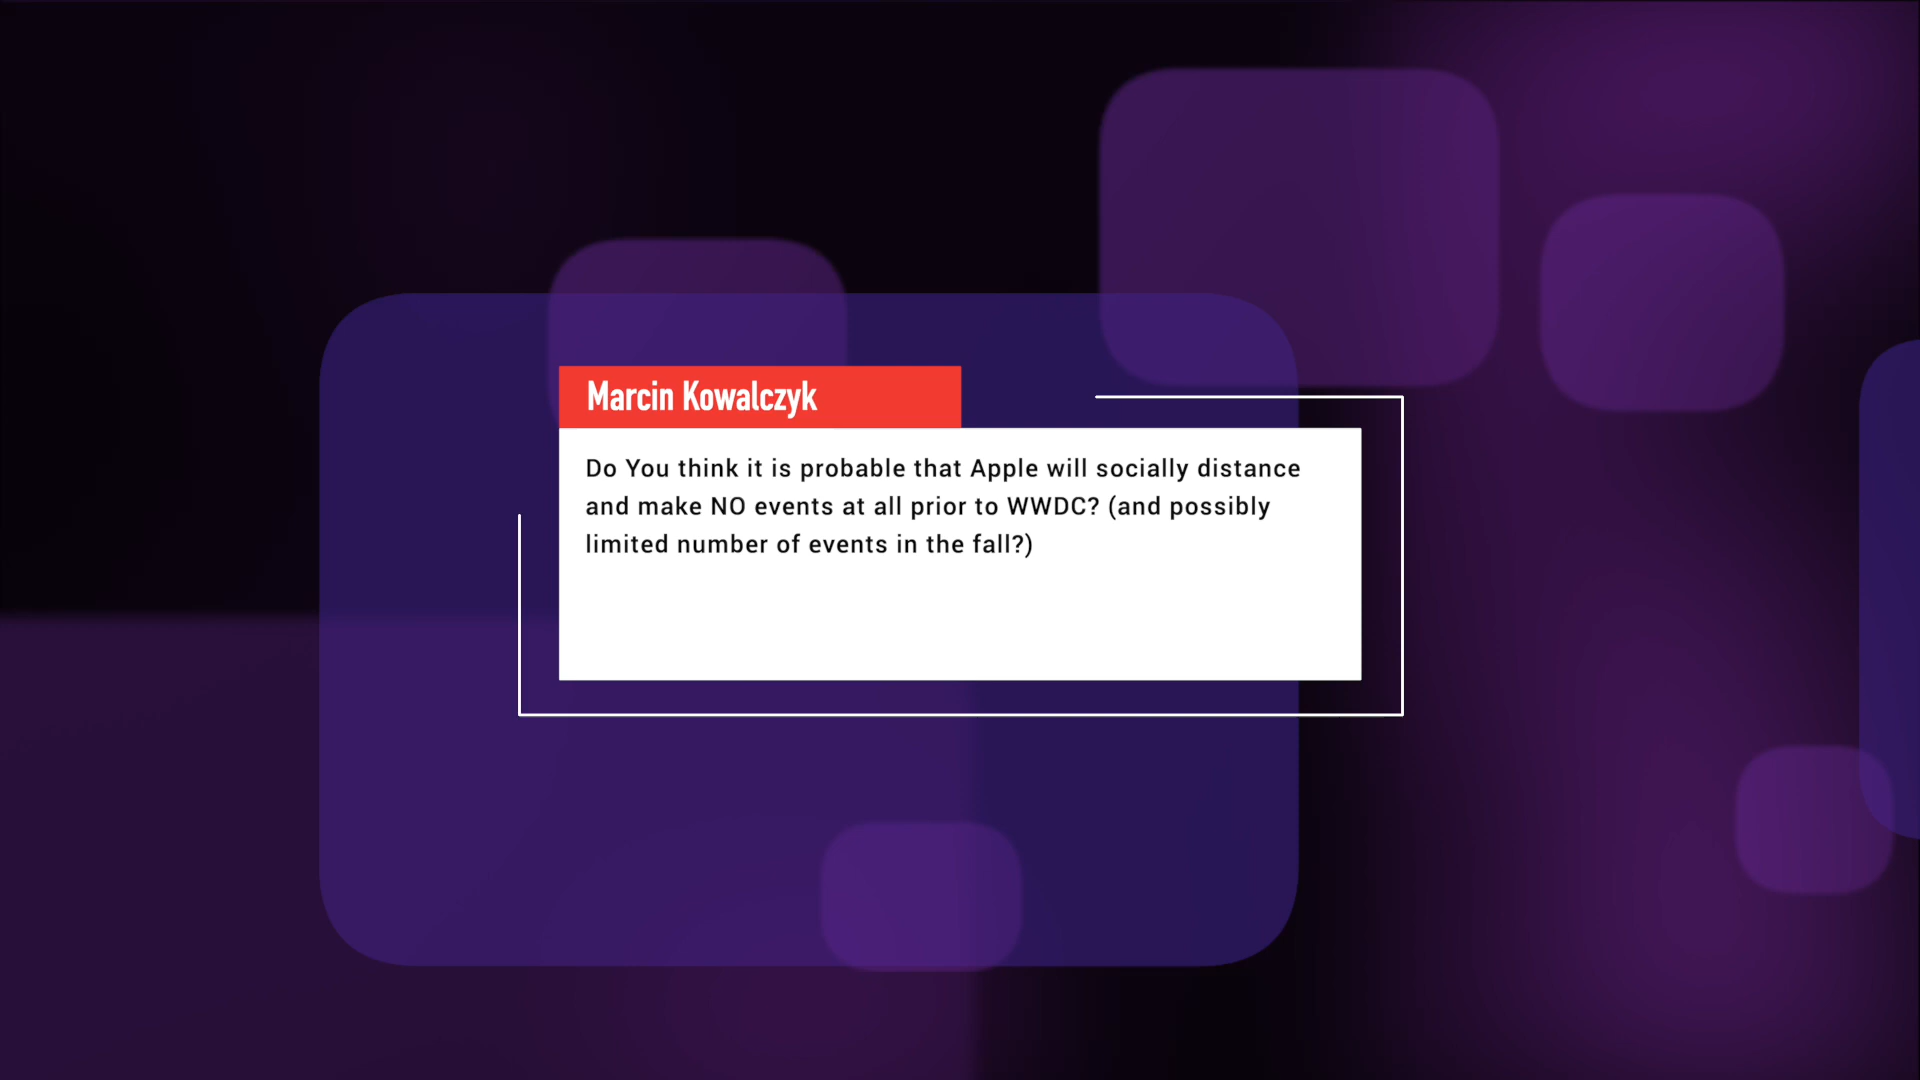 Marcin Kowalczyk
Do You think it is probable that Apple will socially distance
and make NO events at all prior to WWDC? (and possibly
limited number of events in the fall?)